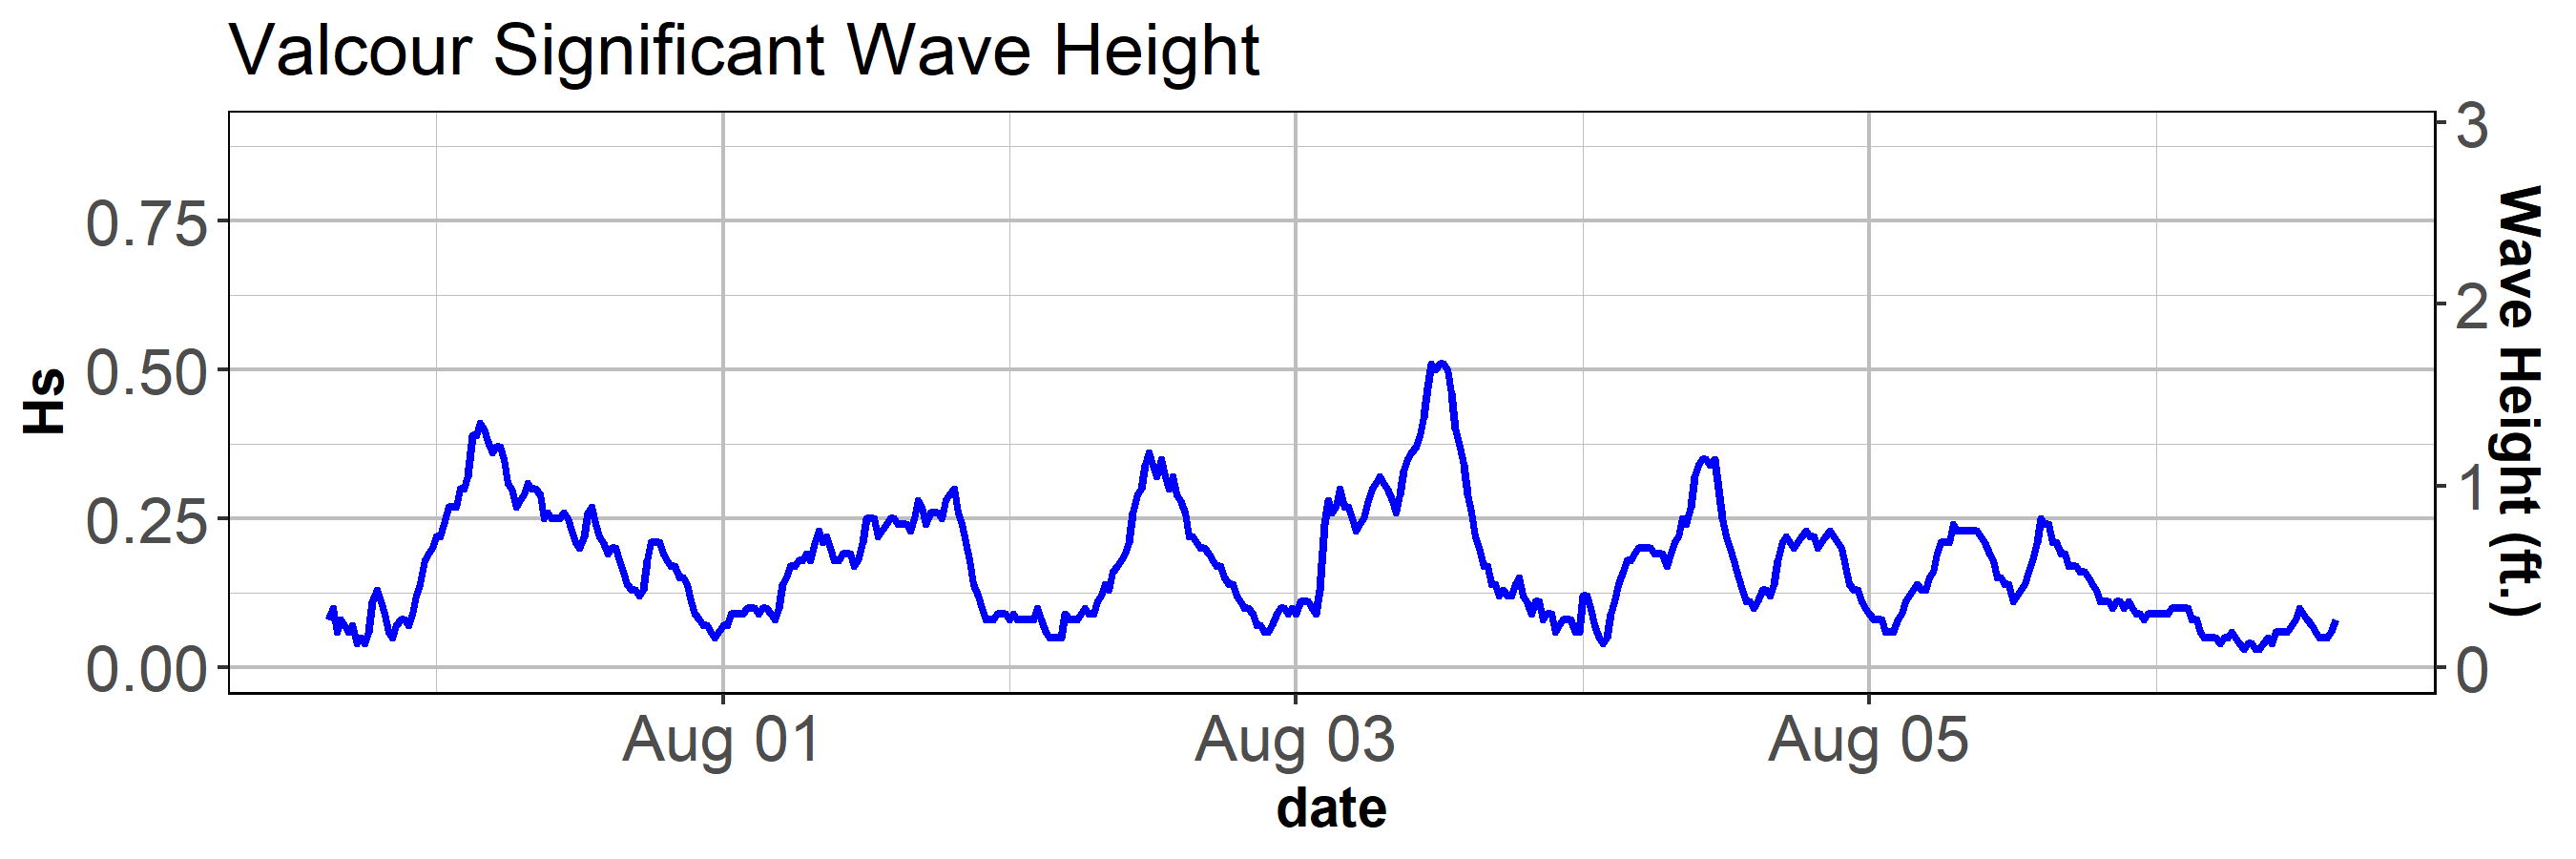 Valcour Significant Wave Height
Hs
0.75
0.50
0.25
0.00
3
2
1
0
Wave Height (ft.)
Aug 01
Aug 03
Aug 05
date